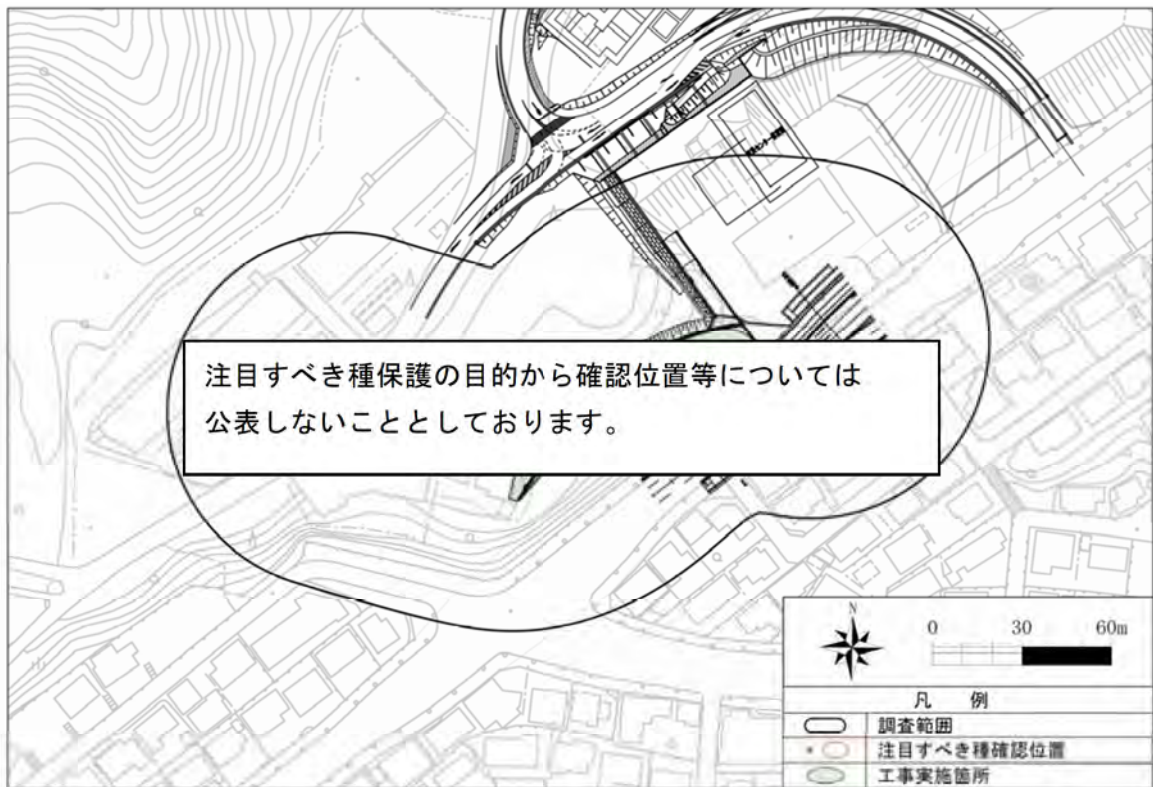 注目すべき種保護の目的から確認位置等については
公表しないこととしております。
N
0 30 60m
凡 例
調査範囲
注目すべき種確認位置
工事実施箇所